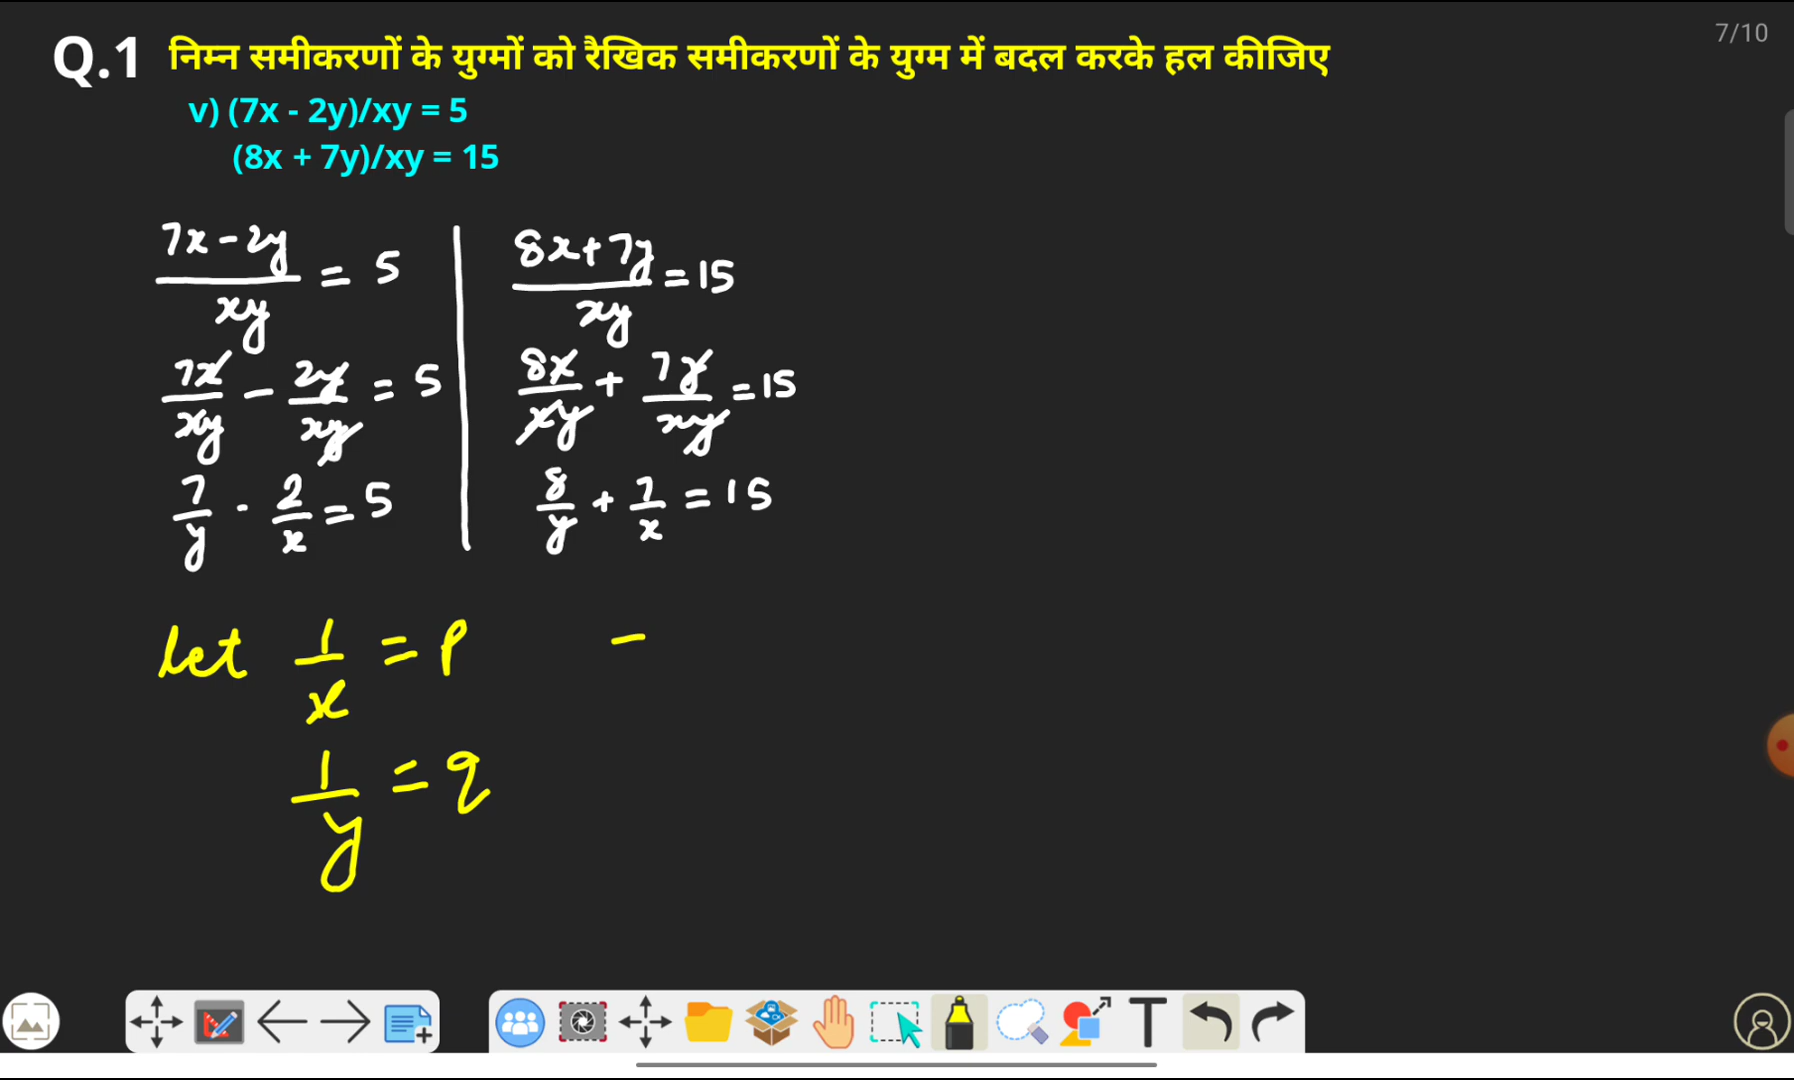 7/10
Q.1 निम्न समीकरणों के युग्मों को रैखिक समीकरणों के युग्म में बदल करके हल कीजिए
v) (7x - 2y)/xy = 5
(8x + 7y)/xy = 15
(7x-2y)/xy = 5
7x/xy - 2y/xy = 5
7/y - 2/x = 5
(8x+7y)/xy = 15
8x/xy + 7y/xy = 15
8/y + 7/x = 15
let 1/x = p -
1/y = q
T